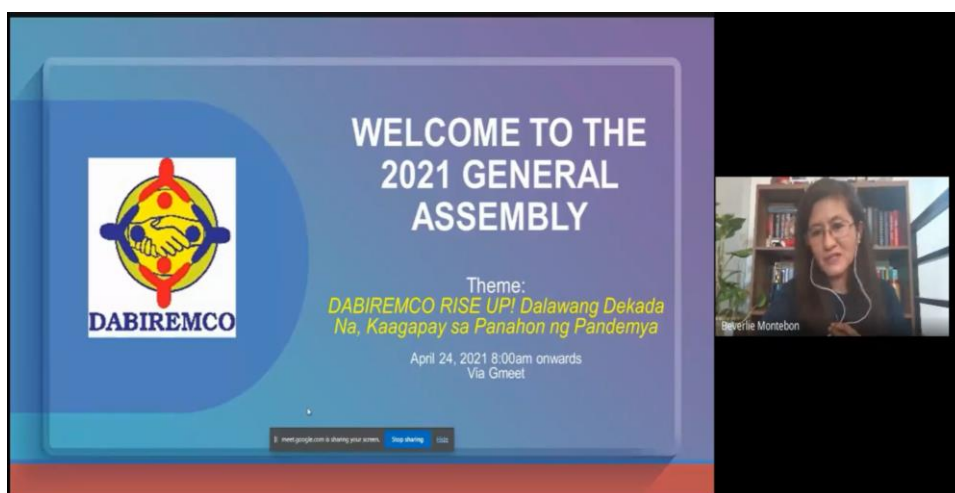 WELCOME TO THE
2021 GENERAL
ASSEMBLY
DABIREMCO
Theme:
DABIREMCO RISE UP! Dalawang Dekada
Na, Kaagapay sa Panahon ng Pandemya
April 24, 2021 8:00am onwards
Via Gmeet
meet.google.com is sharing your screen. Stop sharing Hide
Beverlie Montebon